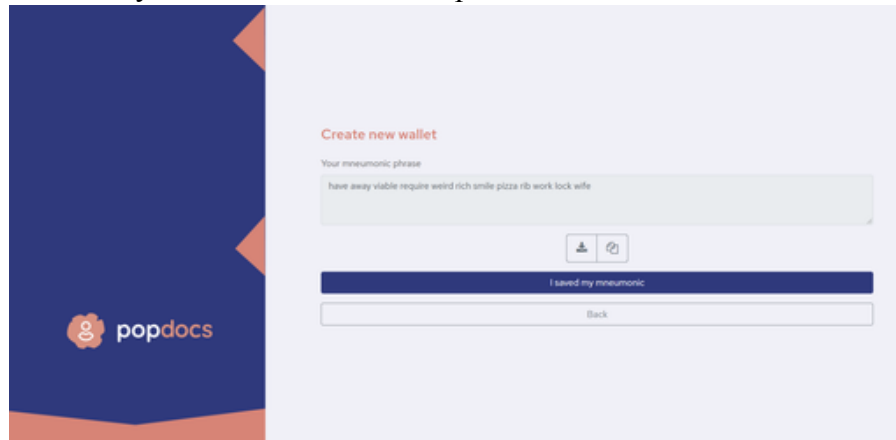 Create new wallet
Your mneumonic phrase
have away viable require weird rich smile pizza rib work lock wife
I saved my mneumonic
Back
popdocs